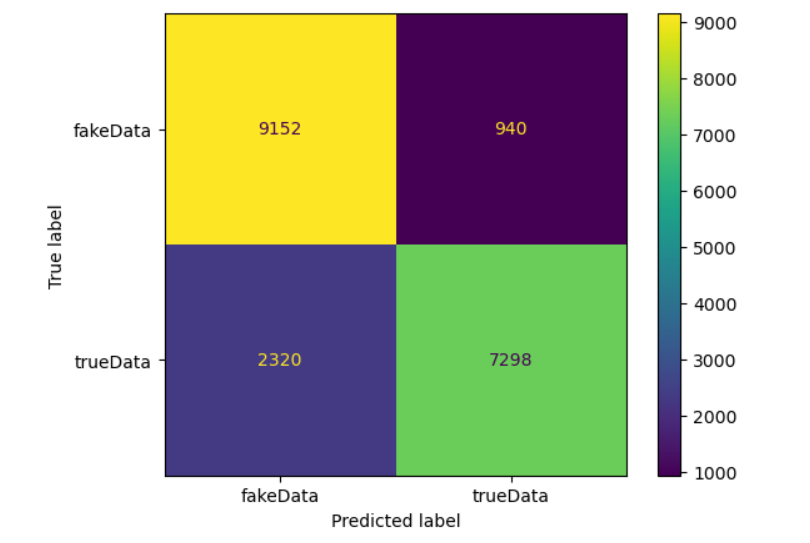 True label
fakeData
9152
940
trueData
2320
7298
fakeData
trueData
Predicted label
9000
8000
7000
6000
5000
4000
3000
2000
1000